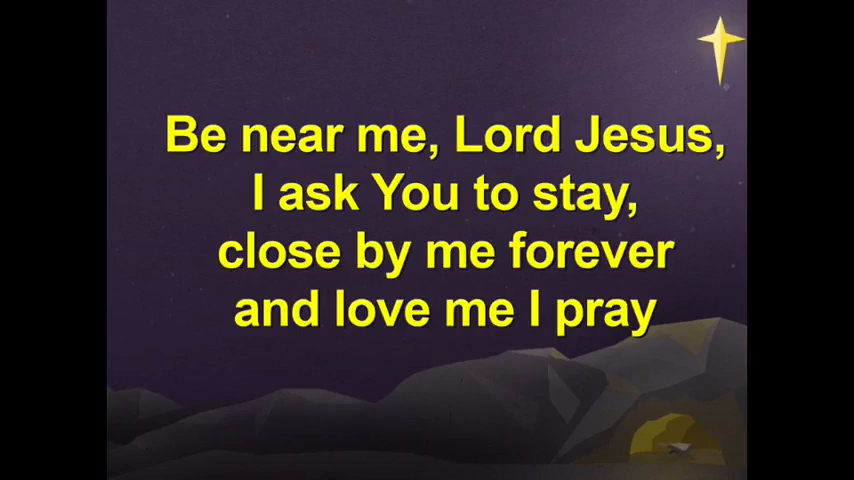 Be near me, Lord Jesus,
I ask You to stay,
close by me forever
and love me I pray